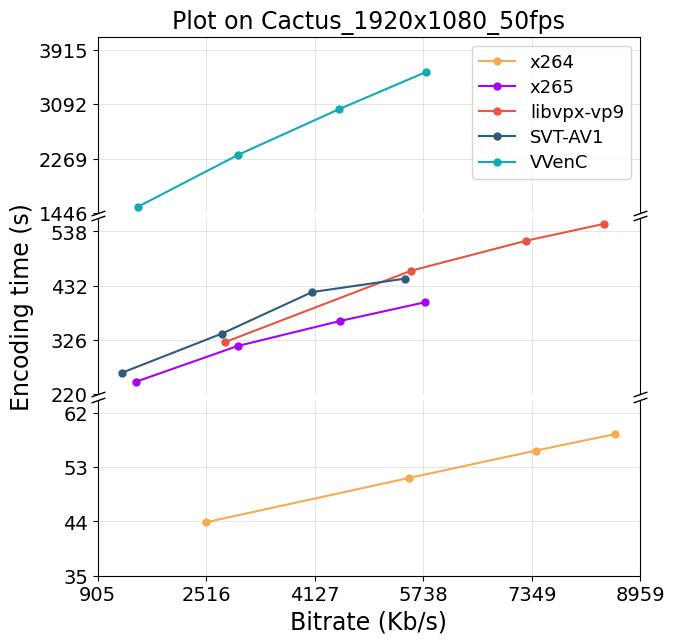 Plot on Cactus_1920x1080_50fps
Encoding time (s)
3915
3092
2269
1446
538
432
326
220
62
53
44
35
x264
x265
libvpx-vp9
SVT-AV1
VVenC
905 2516 4127 5738 7349 8959
Bitrate (Kb/s)